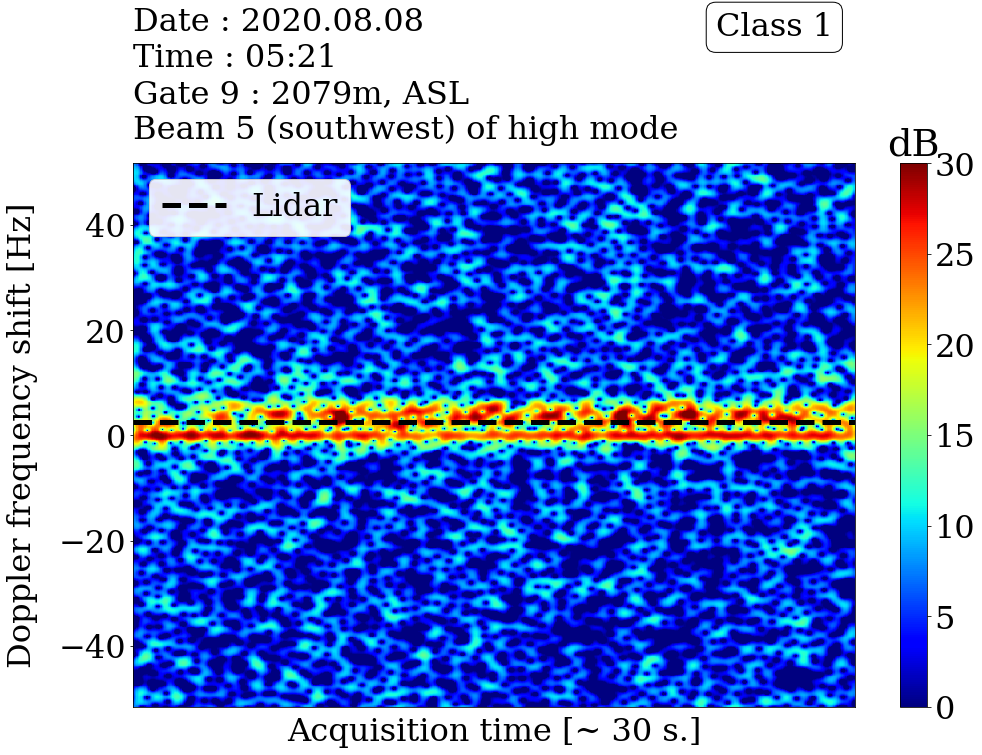 Date : 2020.08.08
Time : 05:21
Gate 9 : 2079m, ASL
Beam 5 (southwest) of high mode
Class 1
dB
Lidar
Doppler frequency shift [Hz]
40
20
0
−20
−40
Acquisition time [~ 30 s.]
30
25
20
15
10
5
0